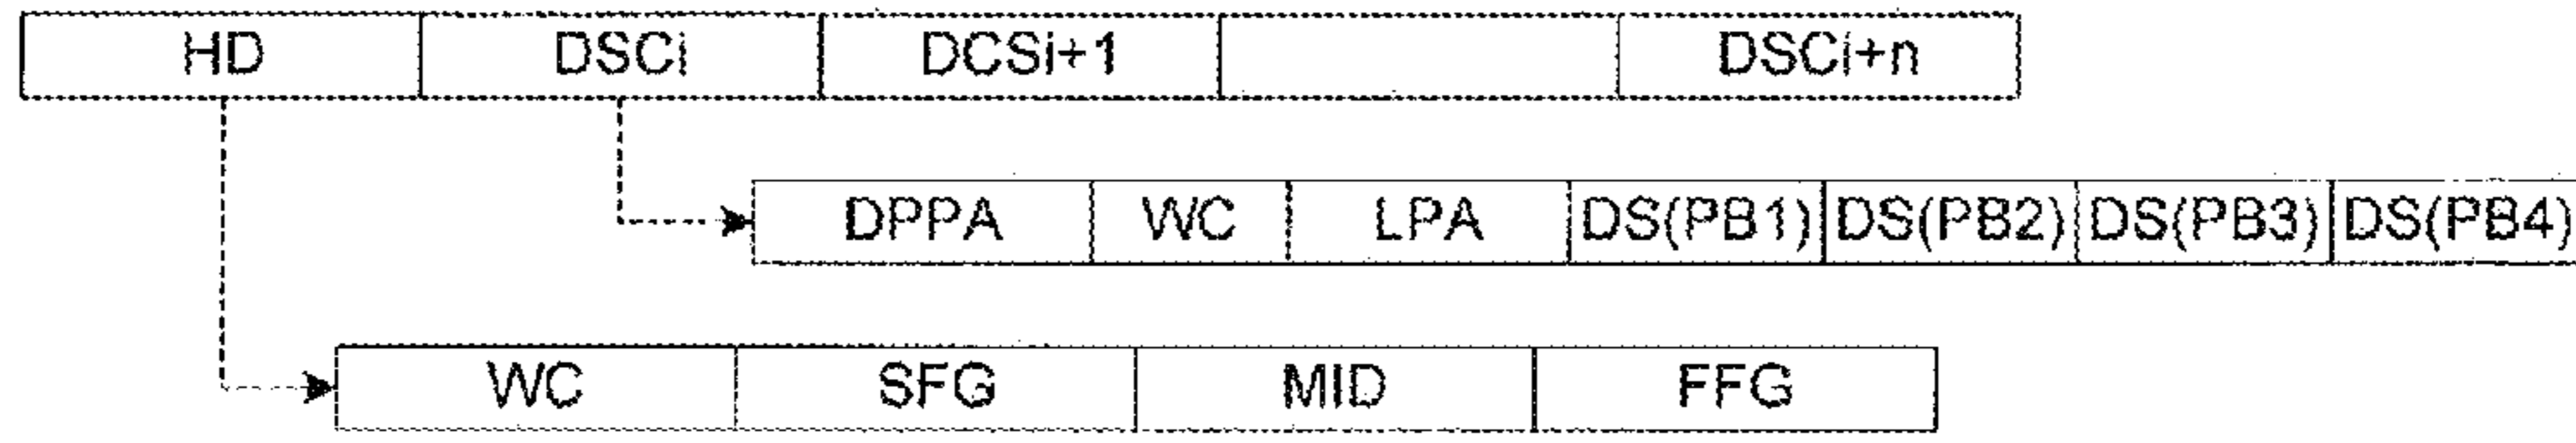 HD DSCi DCSi+1 DSCi+n
DPPA WC LPA DS(PB1) DS(PB2) DS(PB3) DS(PB4)
WC SFG MID FFG